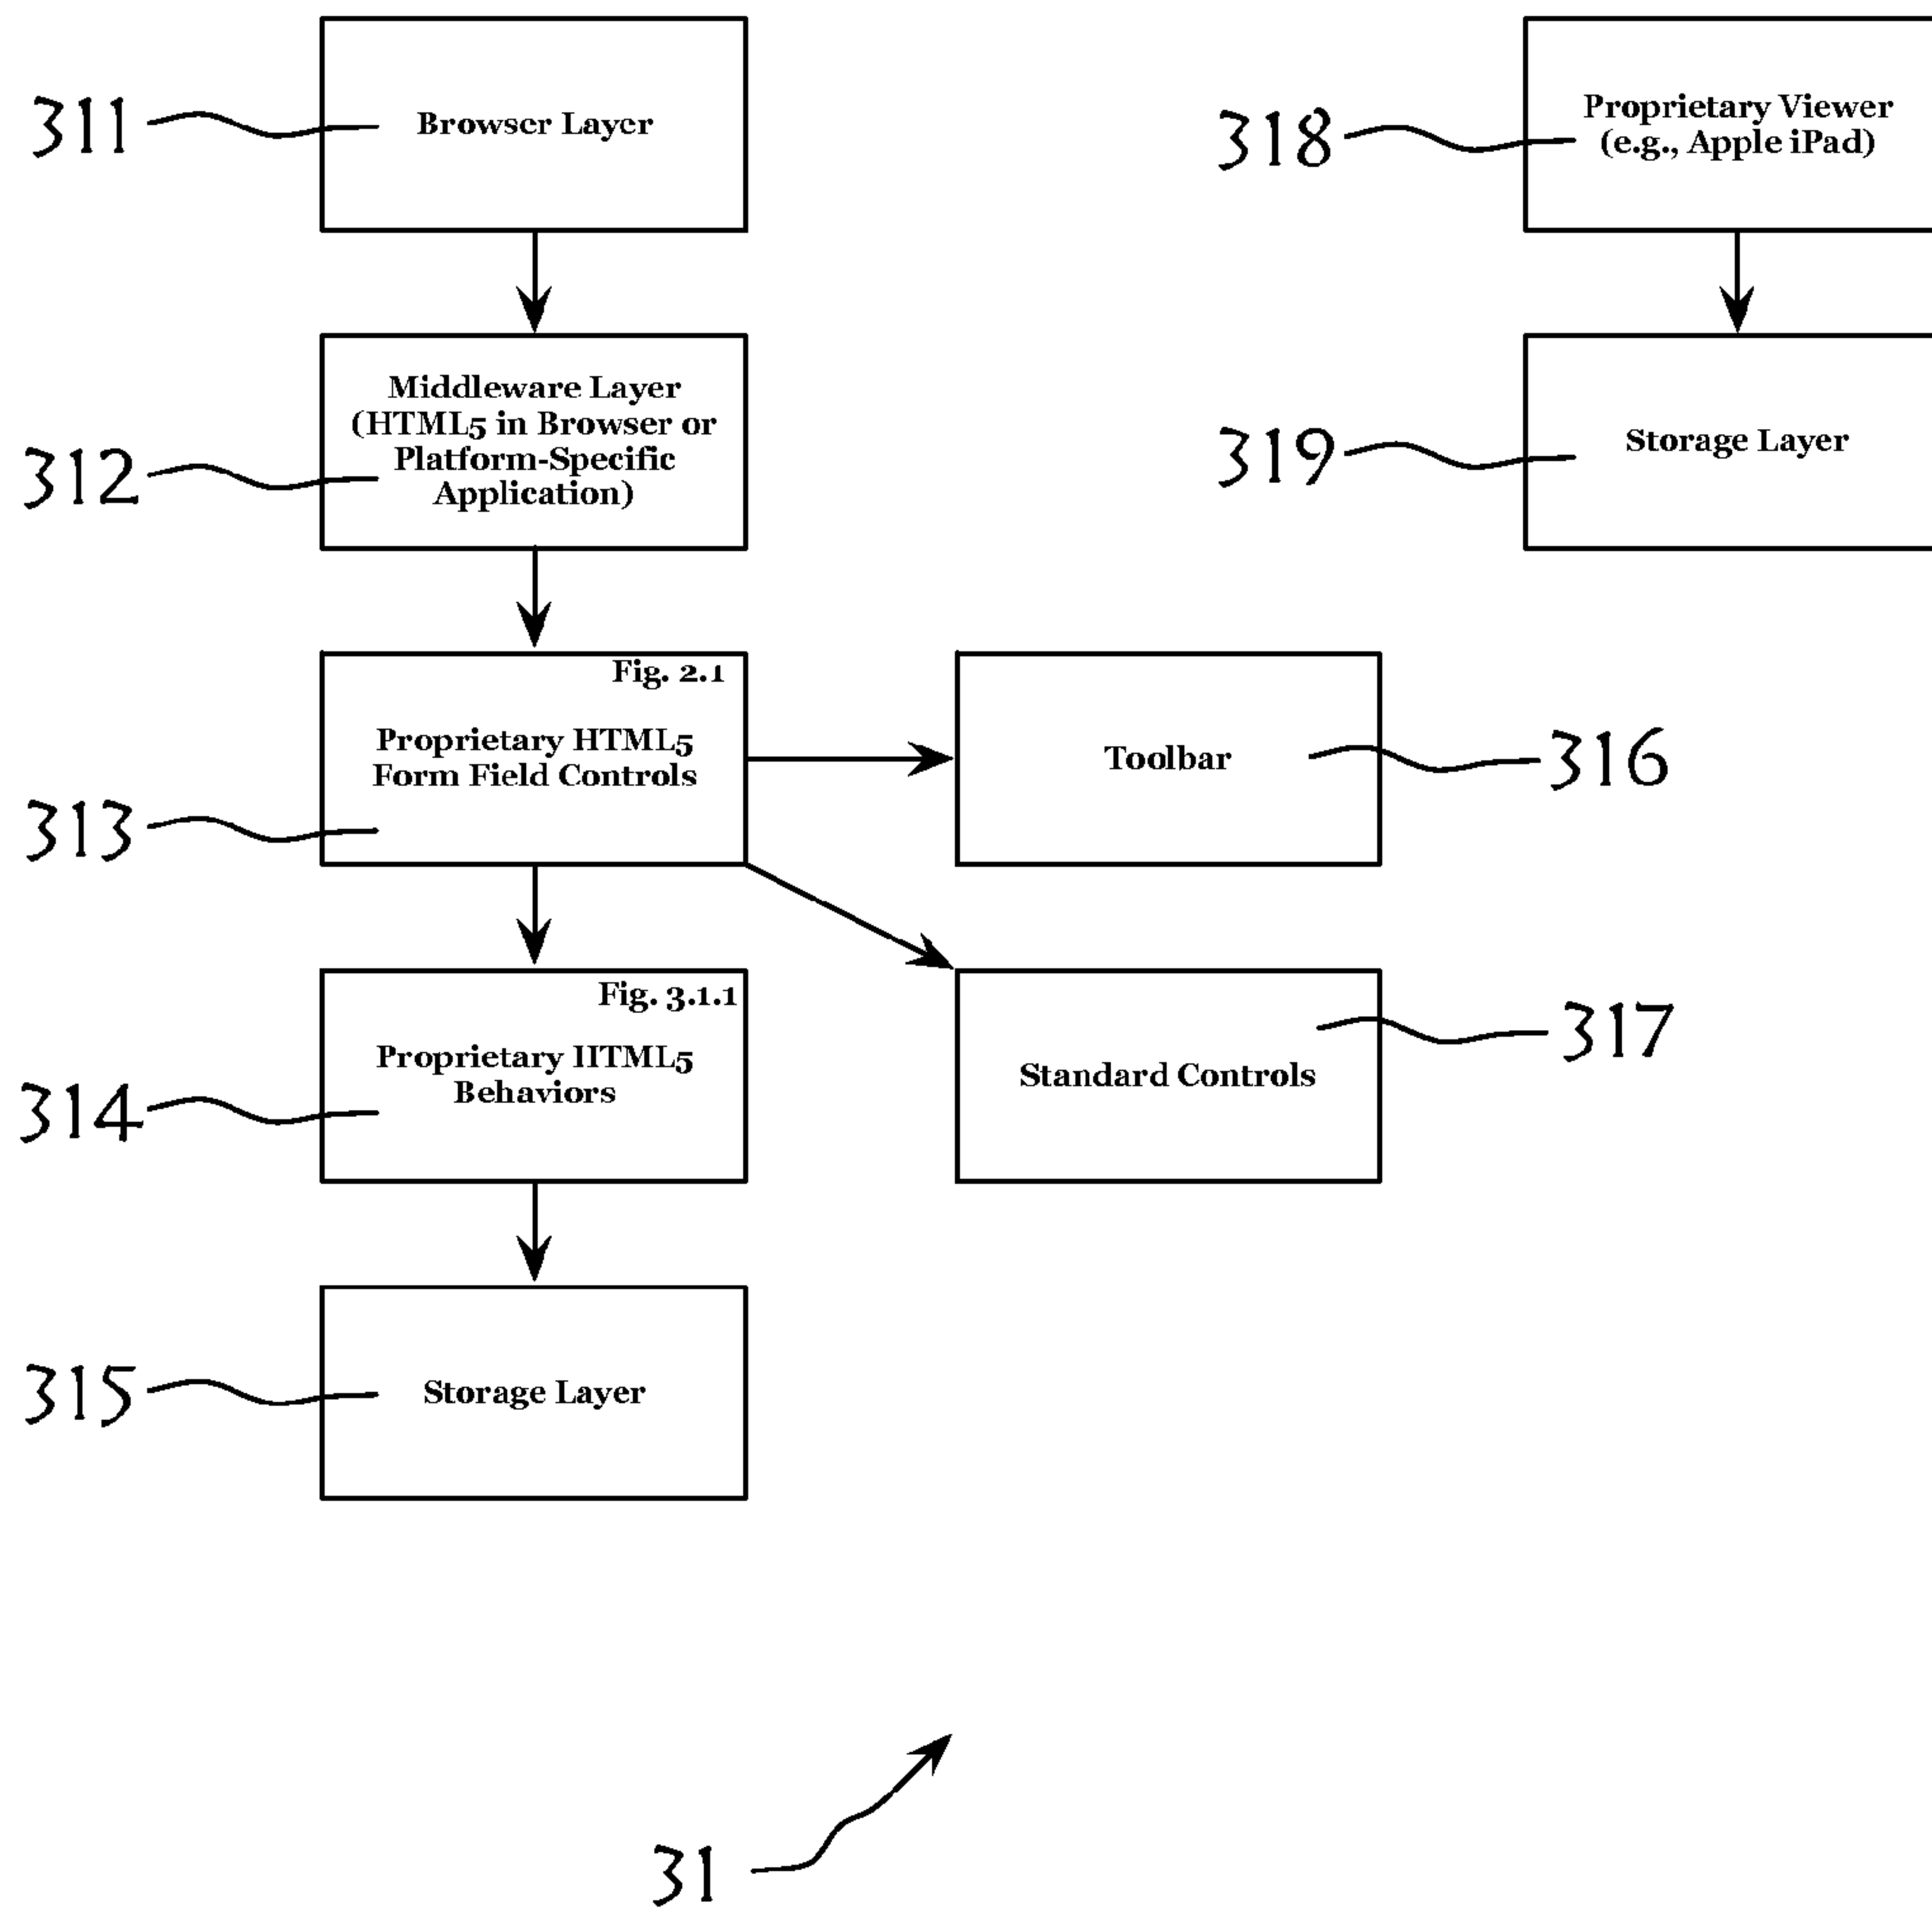 311
Browser Layer
318
Proprietary Viewer
(e.g., Apple iPad)
312
Middleware Layer
(HTML5 in Browser or
Platform-Specific
Application)
319
Storage Layer
313
Fig. 2.1
Proprietary HTML5
Form Field Controls
Toolbar
316
314
Fig. 3.1.1
Proprietary HTML5
Behaviors
Standard Controls
317
315
Storage Layer
31